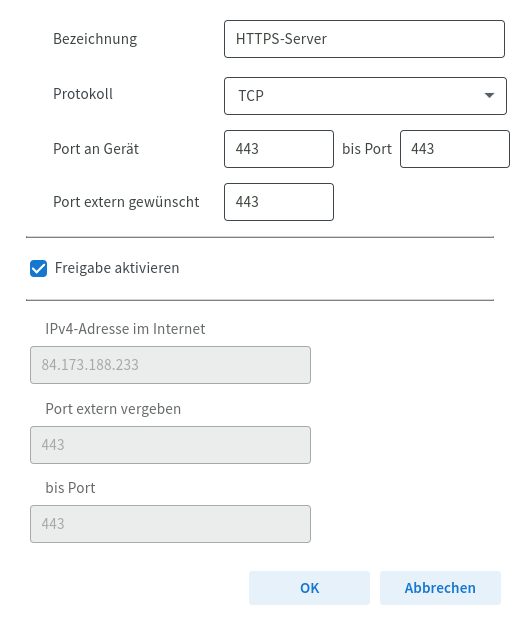 Bezeichnung HTTPS-Server
Protokoll TCP
Port an Gerät 443 bis Port 443
Port extern gewünscht 443
Freigabe aktivieren
IPv4-Adresse im Internet
84.173.188.233
Port extern vergeben
443
bis Port
443
OK Abbrechen